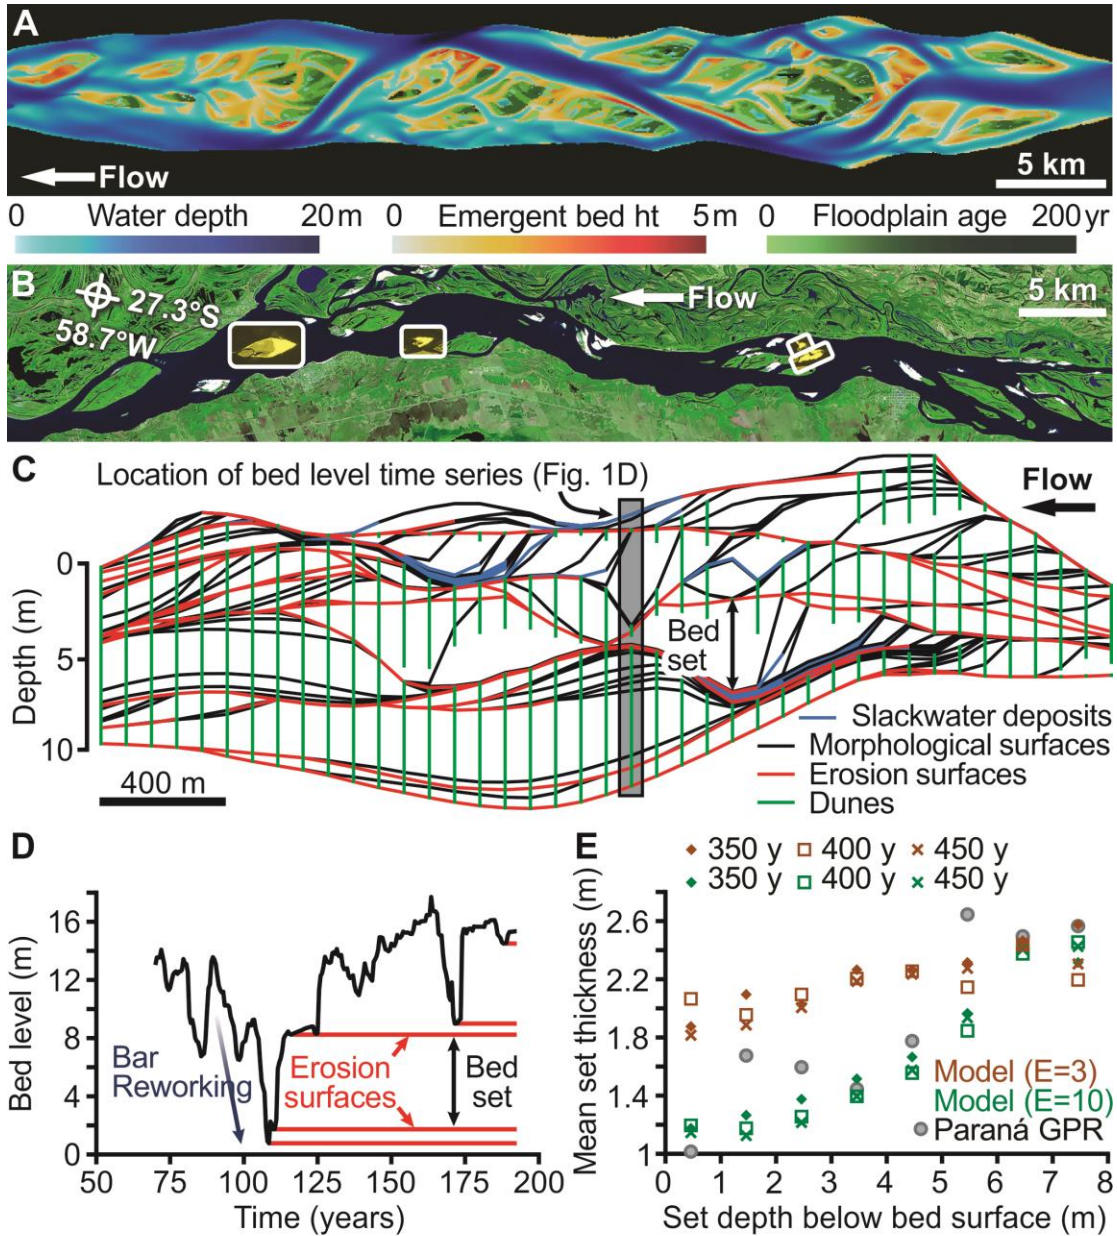 A
Flow
5 km
0 Water depth 20 m
0 Emergent bed ht 5 m
0 Floodplain age 200 yr
B
27.3°S
58.7°W
Flow
5 km
C
Location of bed level time series (Fig. 1D)
Flow
0
5
10
Depth (m)
Bed
set
400 m
Slackwater deposits
Morphological surfaces
Erosion surfaces
Dunes
D
Bed level (m)
16
12
8
4
0
Bar
Reworking
Erosion
surfaces
Bed
set
50 75 100 125 150 175 200
Time (years)
E
350 y 400 y 450 y
350 y 400 y 450 y
Mean set thickness (m)
2.6
2.2
1.8
1.4
1
Model (E=3)
Model (E=10)
Paraná GPR
0 1 2 3 4 5 6 7 8
Set depth below bed surface (m)